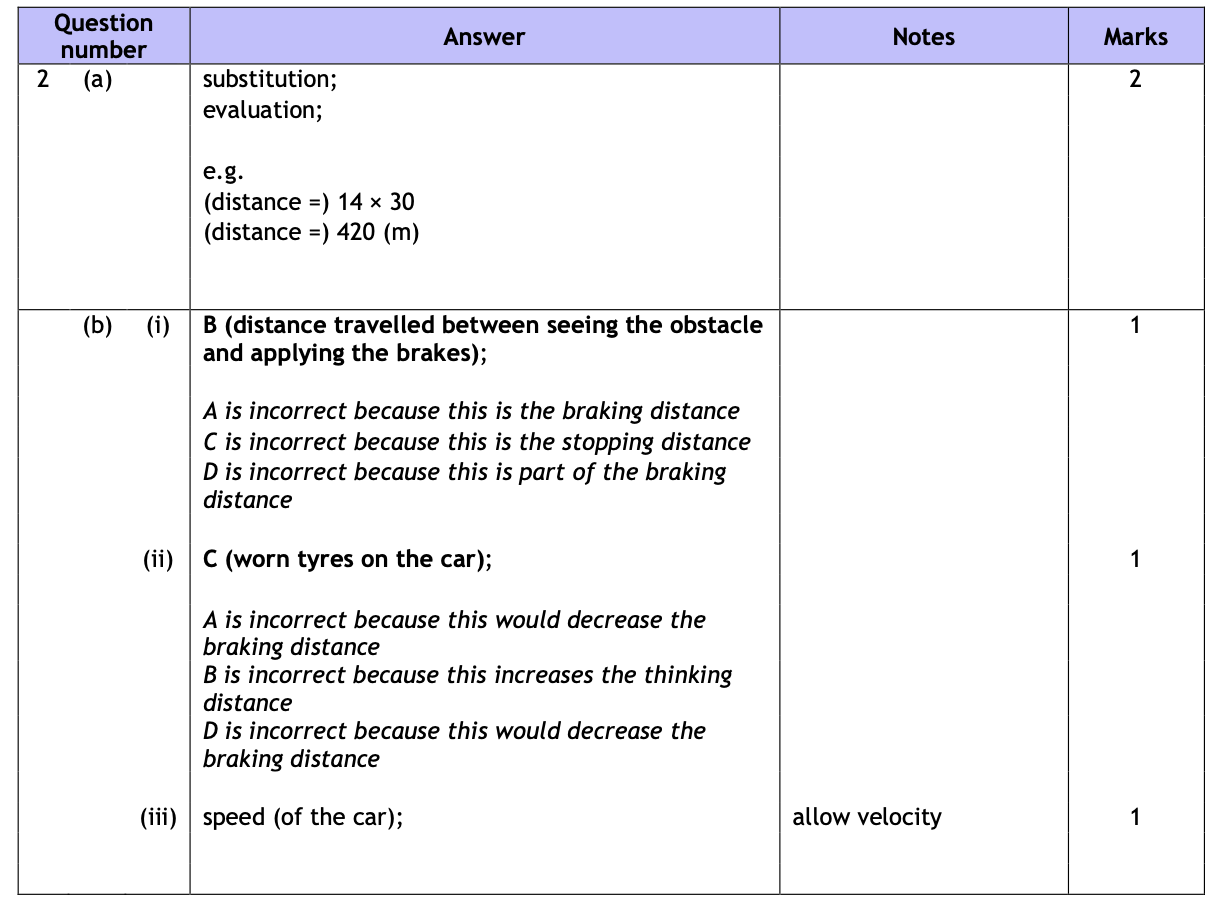 Question number
Answer
Notes
Marks
2 (a)
substitution;
2
evaluation;
e.g.
(distance =) 14 × 30
(distance =) 420 (m)
(b) (i)
B (distance travelled between seeing the obstacle
and applying the brakes);
1
A is incorrect because this is the braking distance
C is incorrect because this is the stopping distance
D is incorrect because this is part of the braking
distance
(ii)
C (worn tyres on the car);
1
A is incorrect because this would decrease the
braking distance
B is incorrect because this increases the thinking
distance
D is incorrect because this would decrease the
braking distance
(iii)
speed (of the car);
allow velocity
1